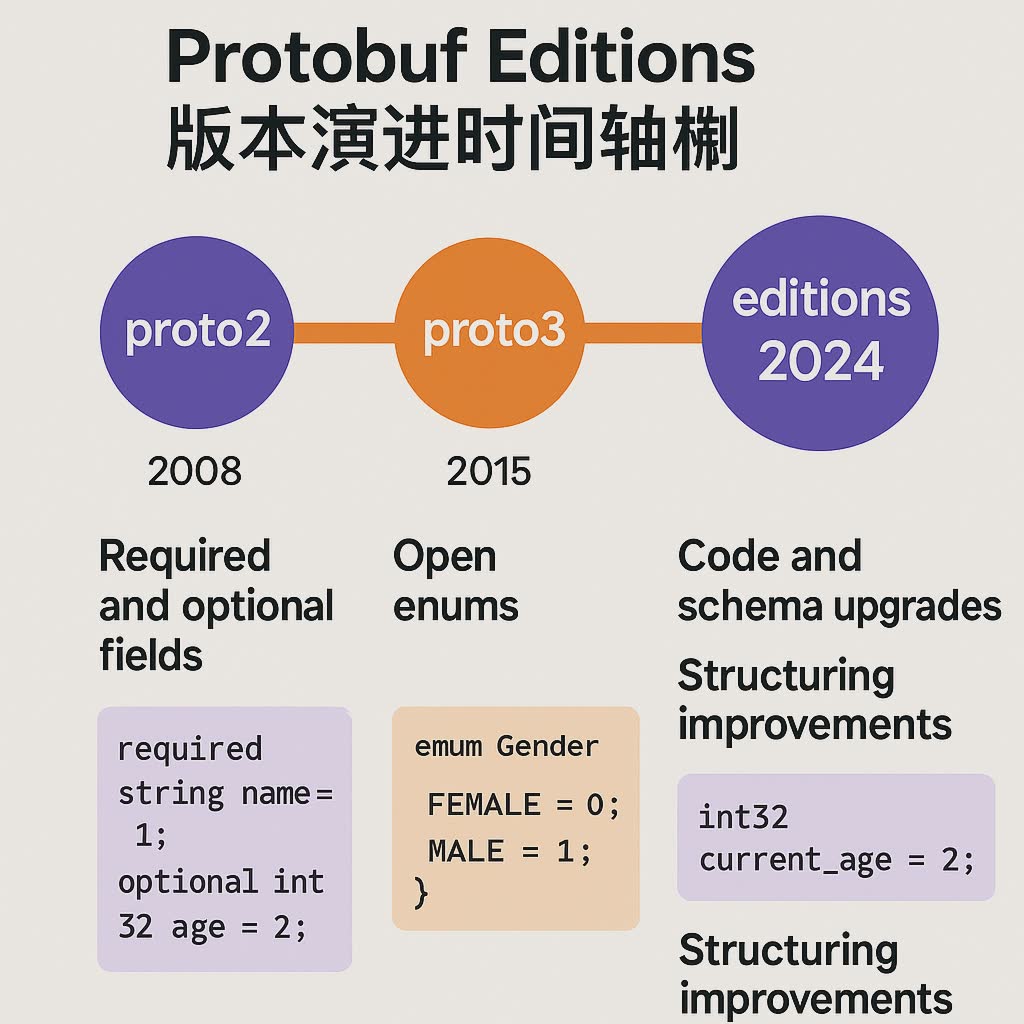 Protobuf Editions
版本演进时间轴
proto2
proto3
editions
2024
2008
2015
Required
and optional
fields
Open
enums
Code and
schema upgrades
Structuring
improvements
required
string name=
1;
optional int
32 age = 2;
emum Gender
FEMALE = 0;
MALE = 1;
}
int32
current_age = 2;
Structuring
improvements